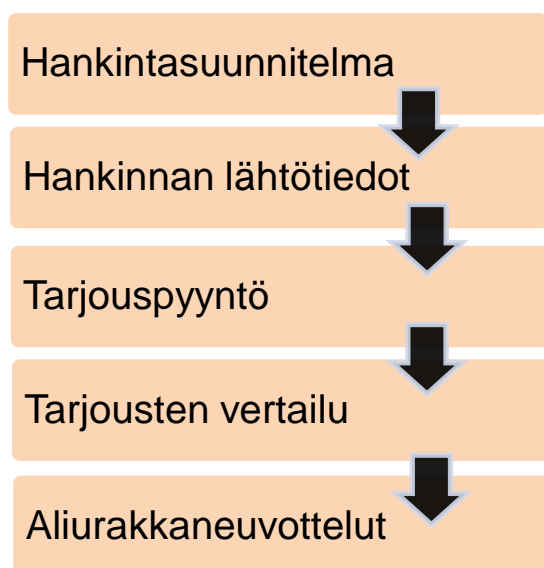 Hankintasuunnitelma
Hankinnan lähtötiedot
Tarjouspyyntö
Tarjousten vertailu
Aliurakkaneuvottelut